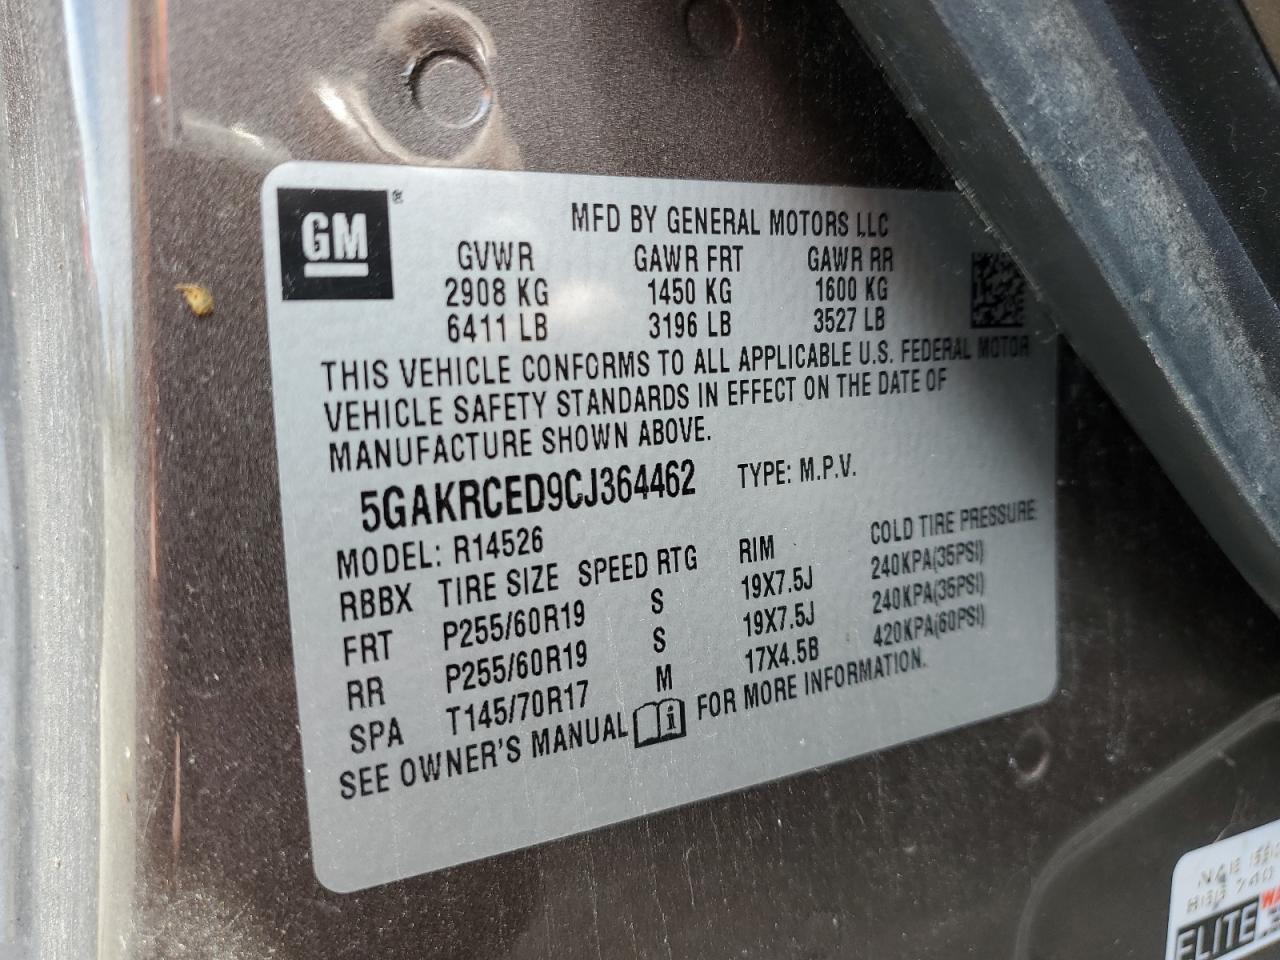 GM ®
MFD BY GENERAL MOTORS LLC
GVWR GAWR FRT GAWR RR
2908 KG 1450 KG 1600 KG
6411 LB 3196 LB 3527 LB
THIS VEHICLE CONFORMS TO ALL APPLICABLE U.S. FEDERAL MOTOR
VEHICLE SAFETY STANDARDS IN EFFECT ON THE DATE OF
MANUFACTURE SHOWN ABOVE.
5GAKRCED9CJ364462 TYPE: M.P.V.
MODEL: R14526
RBBX TIRE SIZE SPEED RTG RIM COLD TIRE PRESSURE
FRT P255/60R19 S 19X7.5J 240KPA(35PSI)
RR P255/60R19 S 19X7.5J 240KPA(35PSI)
SPA T145/70R17 M 17X4.5B 420KPA(60PSI)
SEE OWNER'S MANUAL i FOR MORE INFORMATION.
ELITE